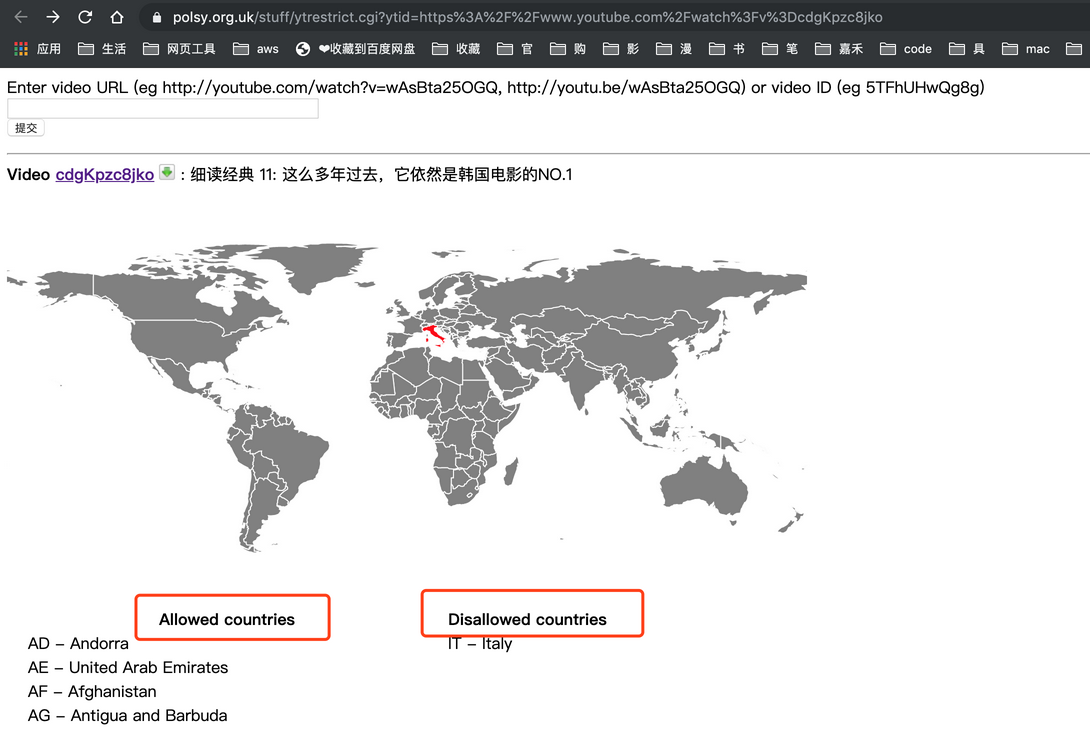 polsy.org.uk/stuff/ytrestrict.cgi?ytid=https%3A%2F%2Fwww.youtube.com%2Fwatch%3Fv%3DcdgKpzc8jko
应用 生活 网页工具 aws ❤收藏到百度网盘 收藏 官 购 影 漫 书 笔 嘉禾 code 具 mac
Enter video URL (eg http://youtube.com/watch?v=wAsBta25OGQ, http://youtu.be/wAsBta25OGQ) or video ID (eg 5TFhUHwQg8g)
提交
Video cdgKpzc8jko : 细读经典 11: 这么多年过去，它依然是韩国电影的NO.1
Allowed countries Disallowed countries
AD – Andorra IT – Italy
AE – United Arab Emirates
AF – Afghanistan
AG – Antigua and Barbuda